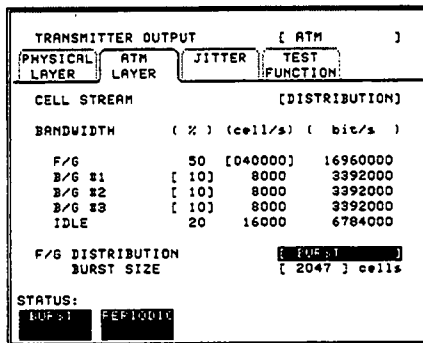 TRANSMITTER OUTPUT [ ATM ]
PHYSICAL LAYER ATM LAYER JITTER TEST FUNCTION
CELL STREAM [DISTRIBUTION]
BANDWIDTH ( % ) (cell/s) ( bit/s )
F/G 50 [040000] 16960000
B/G #1 [ 10] 8000 3392000
B/G #2 [ 10] 8000 3392000
B/G #3 [ 10] 8000 3392000
IDLE 20 16000 6784000
F/G DISTRIBUTION [ BURST ]
BURST SIZE [ 2047 ] cells
STATUS:
BURST PERIODIC